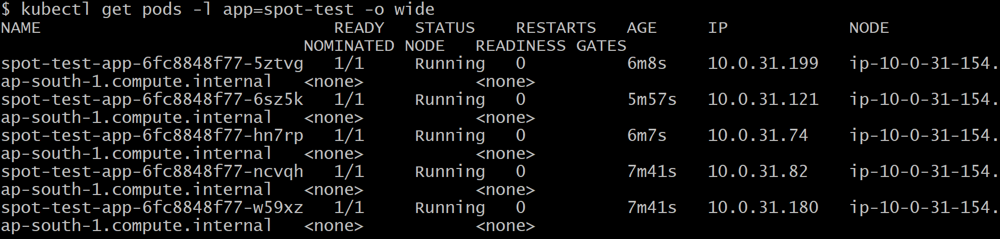 $ kubectl get pods -l app=spot-test -o wide
NAME                             READY   STATUS    RESTARTS   AGE     IP            NODE
                              NOMINATED NODE   READINESS GATES
spot-test-app-6fc8848f77-5ztvg   1/1     Running   0          6m8s    10.0.31.199   ip-10-0-31-154.
ap-south-1.compute.internal   <none>           <none>
spot-test-app-6fc8848f77-6sz5k   1/1     Running   0          5m57s   10.0.31.121   ip-10-0-31-154.
ap-south-1.compute.internal   <none>           <none>
spot-test-app-6fc8848f77-hn7rp   1/1     Running   0          6m7s    10.0.31.74    ip-10-0-31-154.
ap-south-1.compute.internal   <none>           <none>
spot-test-app-6fc8848f77-ncvqh   1/1     Running   0          7m41s   10.0.31.82    ip-10-0-31-154.
ap-south-1.compute.internal   <none>           <none>
spot-test-app-6fc8848f77-w59xz   1/1     Running   0          7m41s   10.0.31.180   ip-10-0-31-154.
ap-south-1.compute.internal   <none>           <none>